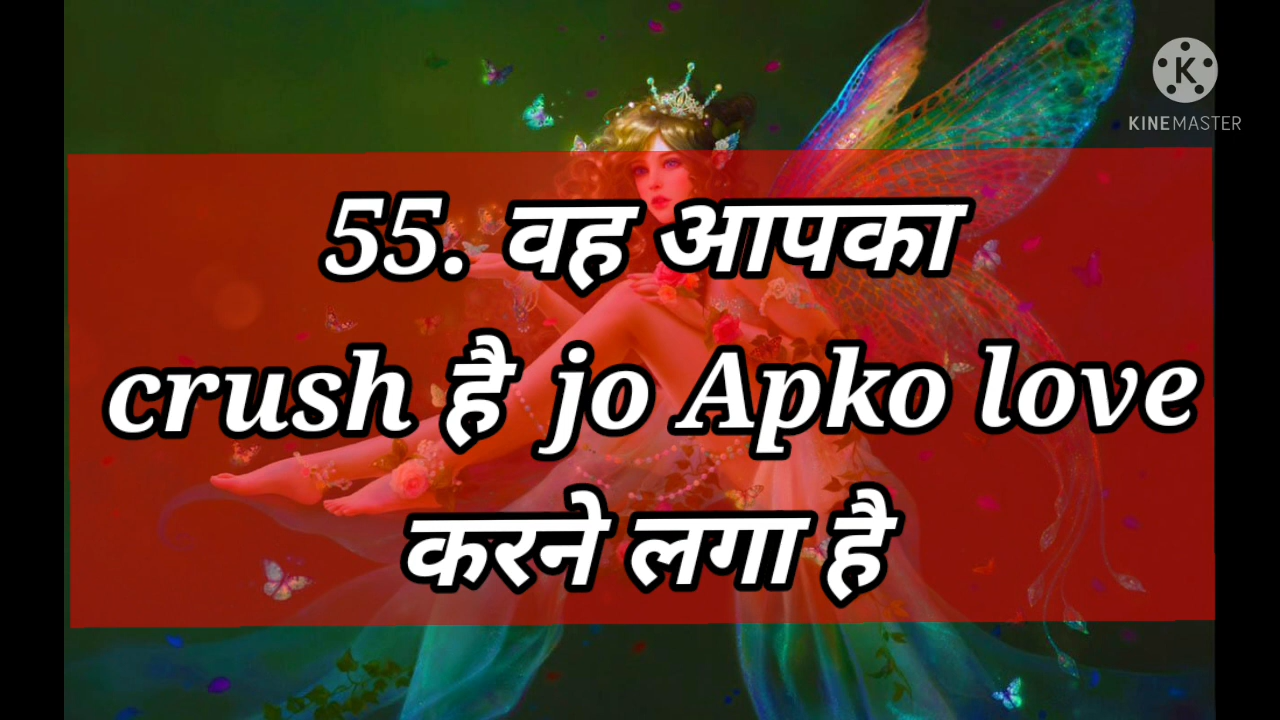 KINEMASTER
55. वह आपका
crush है jo Apko love
करने लगा है